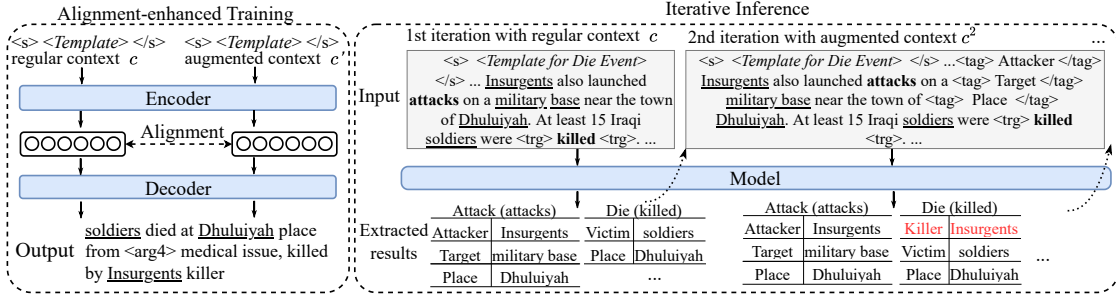 Alignment-enhanced Training
<s> <Template> </s>
regular context c
<s> <Template> </s>
augmented context c'
Encoder
Alignment
Decoder
Output
soldiers died at Dhuluiyah place
from <arg4> medical issue, killed
by Insurgents killer
Iterative Inference
1st iteration with regular context c
Input
<s> <Template for Die Event>
</s> ... Insurgents also launched
attacks on a military base near the town
of Dhuluiyah. At least 15 Iraqi
soldiers were <trg> killed <trg>. ...
2nd iteration with augmented context c²
...
<s> <Template for Die Event> </s> ...<tag> Attacker </tag>
Insurgents also launched attacks on a <tag> Target </tag>
military base near the town of <tag> Place </tag>
Dhuluiyah. At least 15 Iraqi soldiers were <trg> killed
<trg>. ...
Model
Extracted
results
Attack (attacks)
Attacker Insurgents
Target military base
Place Dhuluiyah
Die (killed)
Victim soldiers
Place Dhuluiyah
...
Attack (attacks)
Attacker Insurgents
Target military base
Place Dhuluiyah
Die (killed)
Killer Insurgents
Victim soldiers
Place Dhuluiyah
...